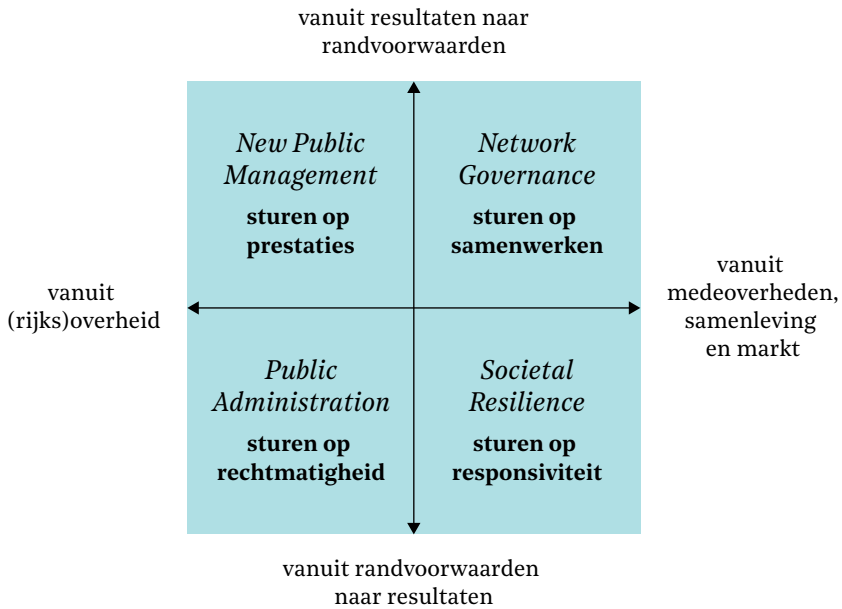 vanuit resultaten naar
randvoorwaarden
New Public
Management
sturen op
prestaties
Network
Governance
sturen op
samenwerken
vanuit
(rijks)overheid
vanuit
medeoverheden,
samenleving
en markt
Public
Administration
sturen op
rechtmatigheid
Societal
Resilience
sturen op
responsiviteit
vanuit randvoorwaarden
naar resultaten